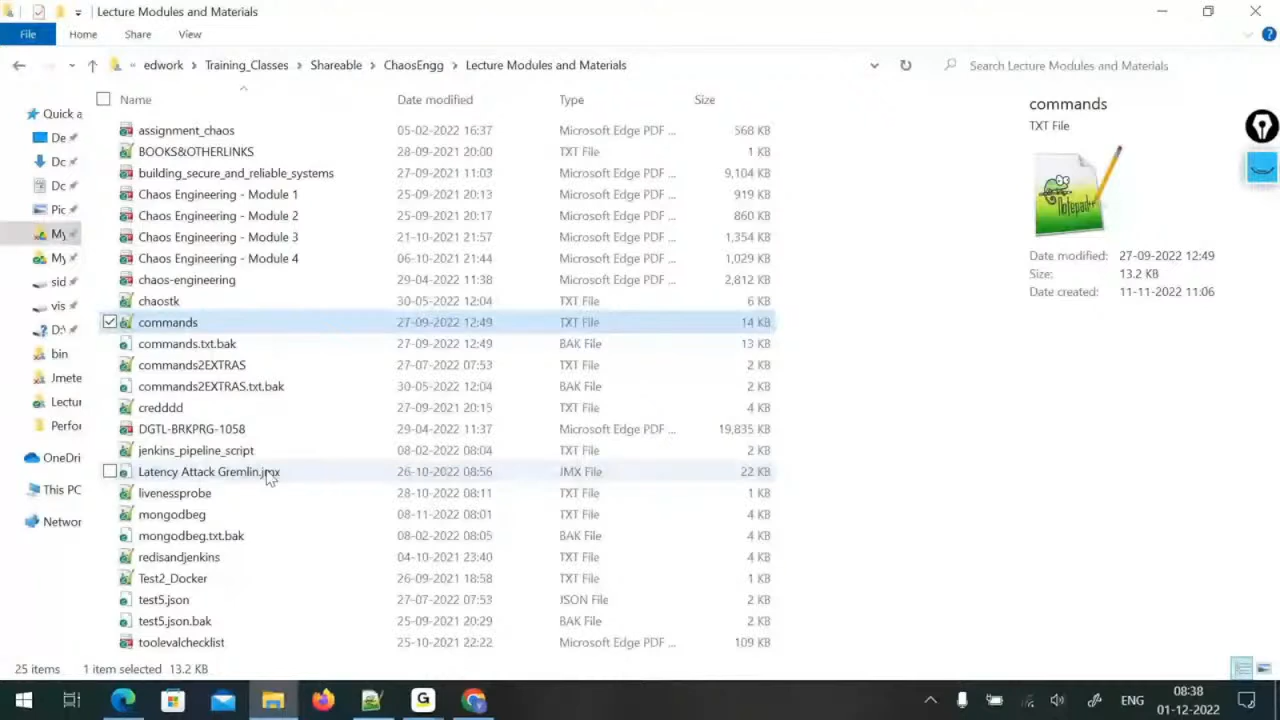 Lecture Modules and Materials
File Home Share View
« edwork > Training_Classes > Shareable > ChaosEngg > Lecture Modules and Materials
Search Lecture Modules and Materials
Name Date modified Type Size
assignment_chaos 05-02-2022 16:37 Microsoft Edge PDF ... 568 KB
BOOKS&OTHERLINKS 28-09-2021 20:00 TXT File 1 KB
building_secure_and_reliable_systems 27-09-2021 11:03 Microsoft Edge PDF ... 9,104 KB
Chaos Engineering - Module 1 25-09-2021 20:13 Microsoft Edge PDF ... 919 KB
Chaos Engineering - Module 2 25-09-2021 20:17 Microsoft Edge PDF ... 860 KB
Chaos Engineering - Module 3 21-10-2021 21:57 Microsoft Edge PDF ... 1,354 KB
Chaos Engineering - Module 4 06-10-2021 21:44 Microsoft Edge PDF ... 1,029 KB
chaos-engineering 29-04-2022 11:38 Microsoft Edge PDF ... 2,812 KB
chaostk 30-05-2022 12:04 TXT File 6 KB
commands 27-09-2022 12:49 TXT File 14 KB
commands.txt.bak 27-09-2022 12:49 BAK File 13 KB
commands2EXTRAS 27-07-2022 07:53 TXT File 2 KB
commands2EXTRAS.txt.bak 30-05-2022 12:04 BAK File 2 KB
credddd 27-09-2021 20:15 TXT File 4 KB
DGTL-BRKPRG-1058 29-04-2022 11:37 Microsoft Edge PDF ... 19,835 KB
jenkins_pipeline_script 08-02-2022 08:04 TXT File 2 KB
Latency Attack Gremlin.jmx 26-10-2022 08:56 JMX File 22 KB
livenessprobe 28-10-2022 08:11 TXT File 1 KB
mongodbeg 08-11-2022 08:01 TXT File 4 KB
mongodbeg.txt.bak 08-02-2022 08:05 BAK File 4 KB
redisandjenkins 04-10-2021 23:40 TXT File 4 KB
Test2_Docker 26-09-2021 18:58 TXT File 1 KB
test5.json 27-07-2022 07:53 JSON File 2 KB
test5.json.bak 25-09-2021 20:29 BAK File 2 KB
toolevalchecklist 25-10-2021 22:22 Microsoft Edge PDF ... 109 KB
Quick a
De
Dc
Dc
Pic
My
My
sid
vis
D:\
bin
Jmete
Lectur
Perfor
OneDri
This PC
Networ
commands
TXT File
Notepad++
Date modified: 27-09-2022 12:49
Size: 13.2 KB
Date created: 11-11-2022 11:06
25 items 1 item selected 13.2 KB
G
ENG
08:38
01-12-2022